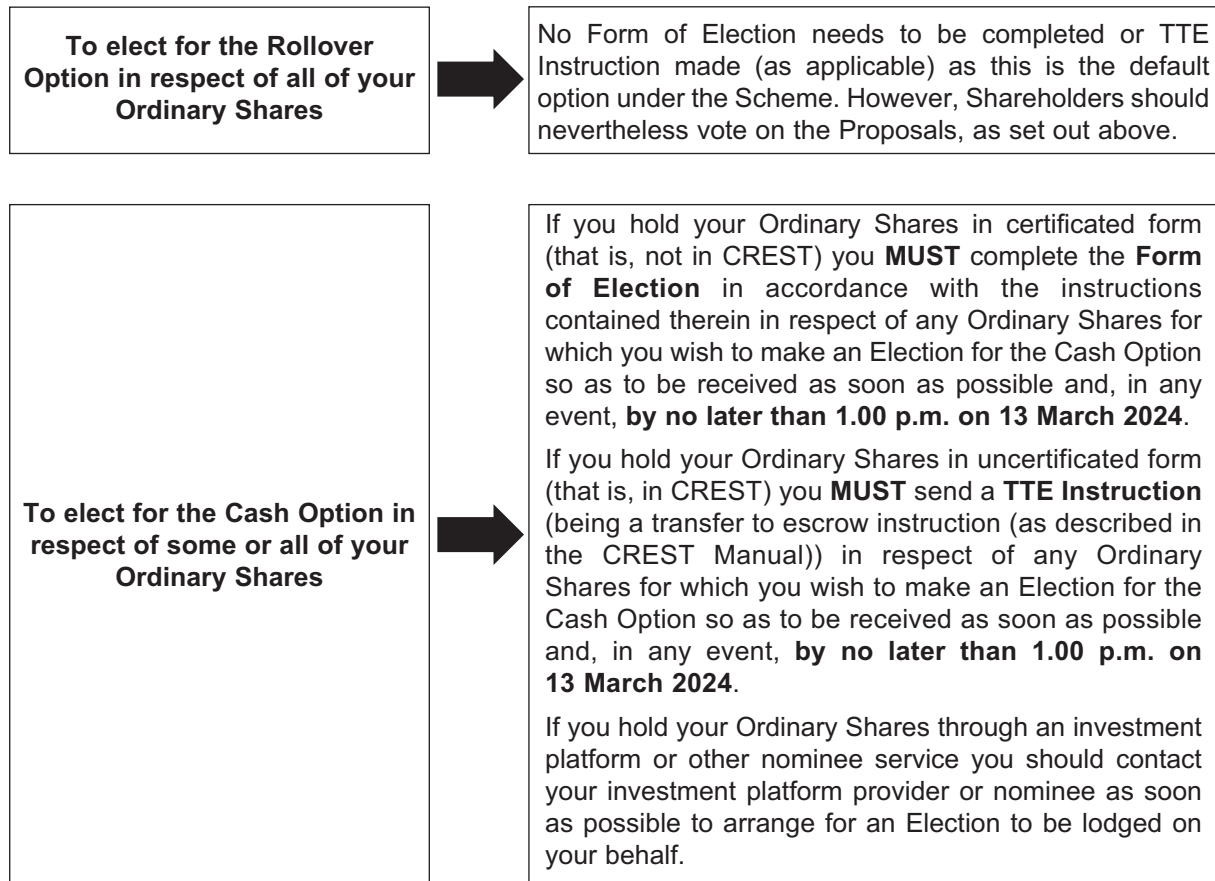 To elect for the Rollover
Option in respect of all of your
Ordinary Shares
No Form of Election needs to be completed or TTE
Instruction made (as applicable) as this is the default
option under the Scheme. However, Shareholders should
nevertheless vote on the Proposals, as set out above.
To elect for the Cash Option in
respect of some or all of your
Ordinary Shares
If you hold your Ordinary Shares in certificated form
(that is, not in CREST) you MUST complete the Form
of Election in accordance with the instructions
contained therein in respect of any Ordinary Shares for
which you wish to make an Election for the Cash Option
so as to be received as soon as possible and, in any
event, by no later than 1.00 p.m. on 13 March 2024.
If you hold your Ordinary Shares in uncertificated form
(that is, in CREST) you MUST send a TTE Instruction
(being a transfer to escrow instruction (as described in
the CREST Manual)) in respect of any Ordinary
Shares for which you wish to make an Election for the
Cash Option so as to be received as soon as possible
and, in any event, by no later than 1.00 p.m. on
13 March 2024.
If you hold your Ordinary Shares through an investment
platform or other nominee service you should contact
your investment platform provider or nominee as soon
as possible to arrange for an Election to be lodged on
your behalf.